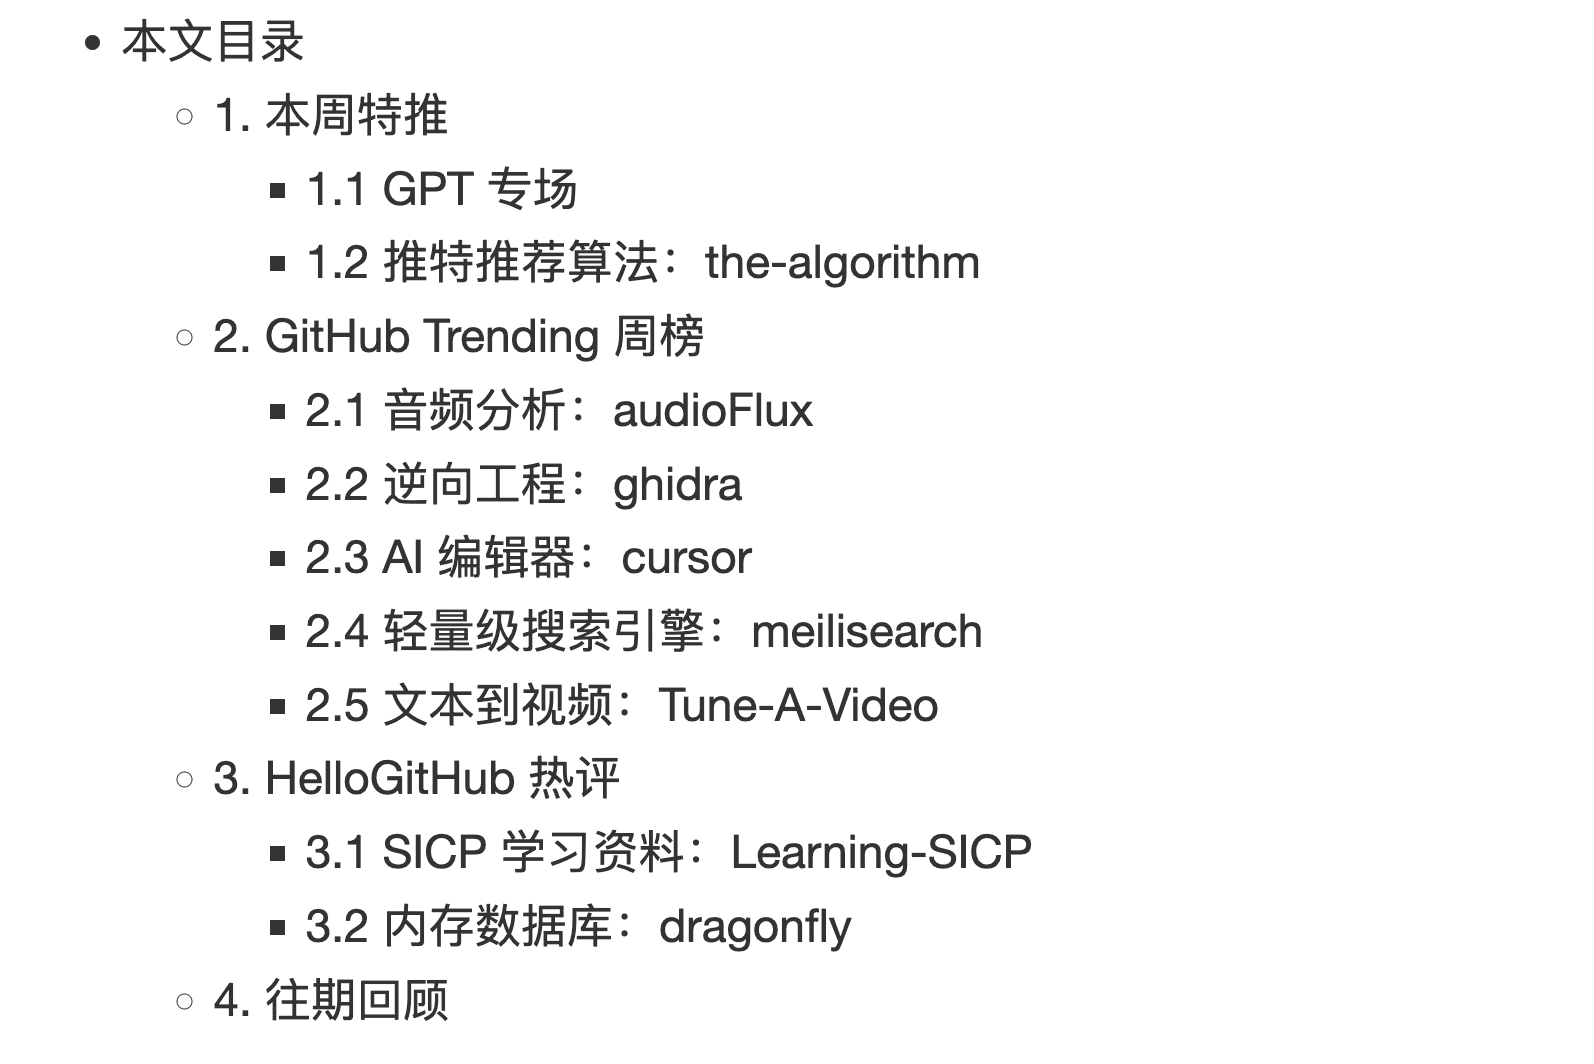 本文目录
1. 本周特推
1.1 GPT 专场
1.2 推特推荐算法：the-algorithm
2. GitHub Trending 周榜
2.1 音频分析：audioFlux
2.2 逆向工程：ghidra
2.3 AI 编辑器：cursor
2.4 轻量级搜索引擎：meilisearch
2.5 文本到视频：Tune-A-Video
3. HelloGitHub 热评
3.1 SICP 学习资料：Learning-SICP
3.2 内存数据库：dragonfly
4. 往期回顾